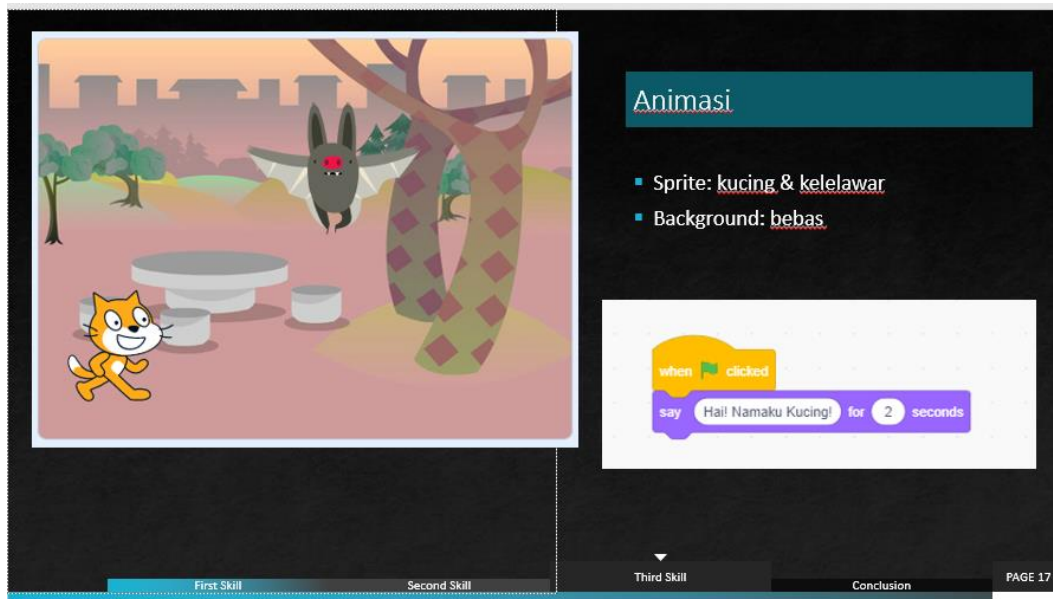 Animasi
Sprite: kucing & kelelawar
Background: bebas
when clicked
say Hai! Namaku Kucing! for 2 seconds
First Skill
Second Skill
Third Skill
Conclusion
PAGE 17